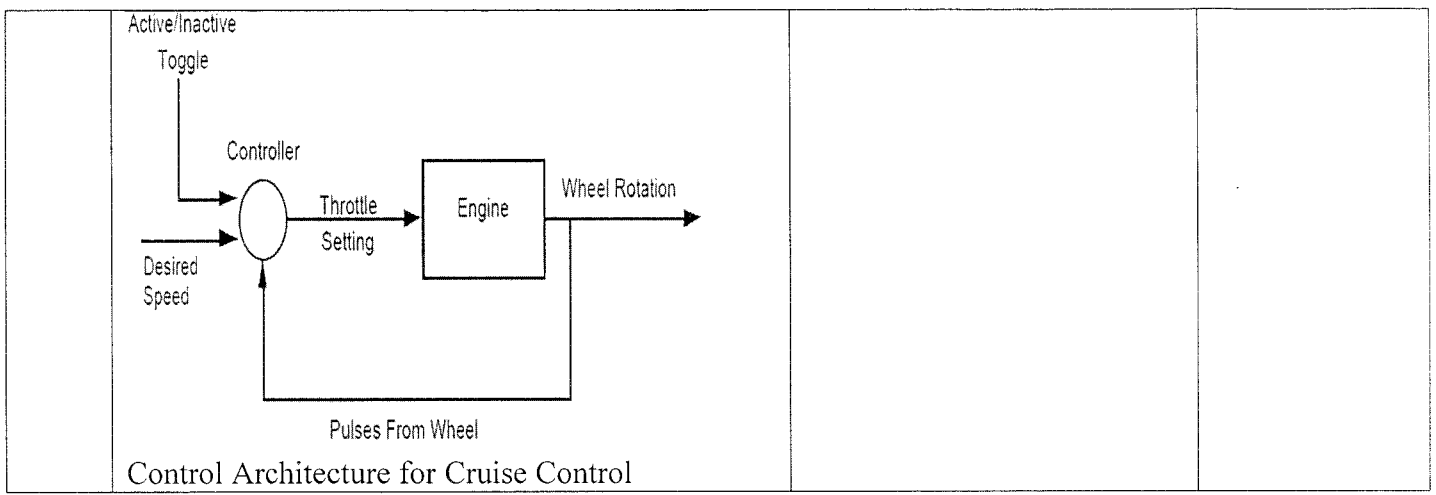 Active/Inactive
Toggle
Controller
Throttle
Setting
Engine
Wheel Rotation
Desired
Speed
Pulses From Wheel
Control Architecture for Cruise Control